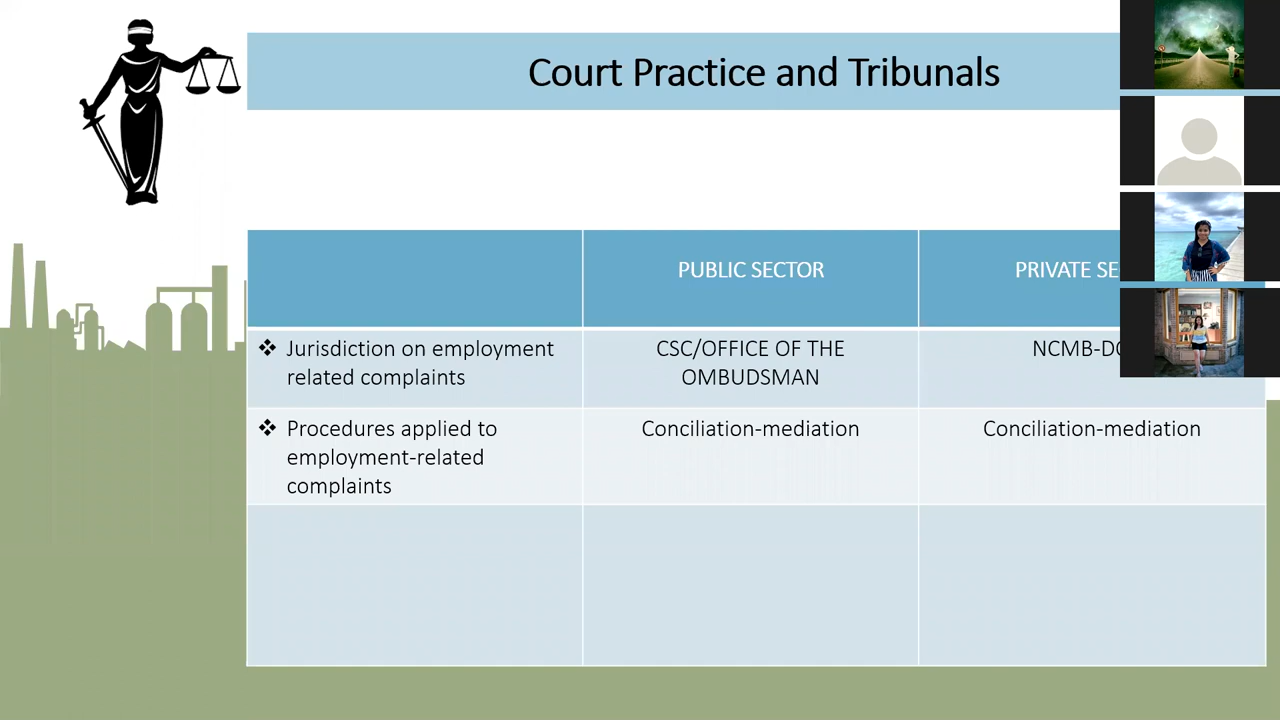 Court Practice and Tribunals
PUBLIC SECTOR
PRIVATE
❖ Jurisdiction on employment
related complaints
CSC/OFFICE OF THE
OMBUDSMAN
❖ Procedures applied to
employment-related
complaints
Conciliation-mediation
Conciliation-mediation